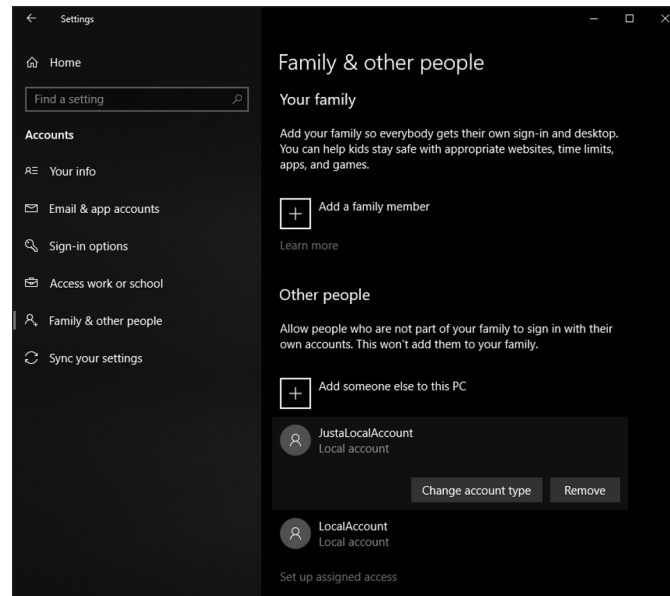 Settings
Home
Find a setting
Accounts
Your info
Email & app accounts
Sign-in options
Access work or school
Family & other people
Sync your settings
Family & other people
Your family
Add your family so everybody gets their own sign-in and desktop.
You can help kids stay safe with appropriate websites, time limits,
apps, and games.
Add a family member
Learn more
Other people
Allow people who are not part of your family to sign in with their
own accounts. This won't add them to your family.
Add someone else to this PC
JustaLocalAccount
Local account
Change account type
Remove
LocalAccount
Local account
Set up assigned access